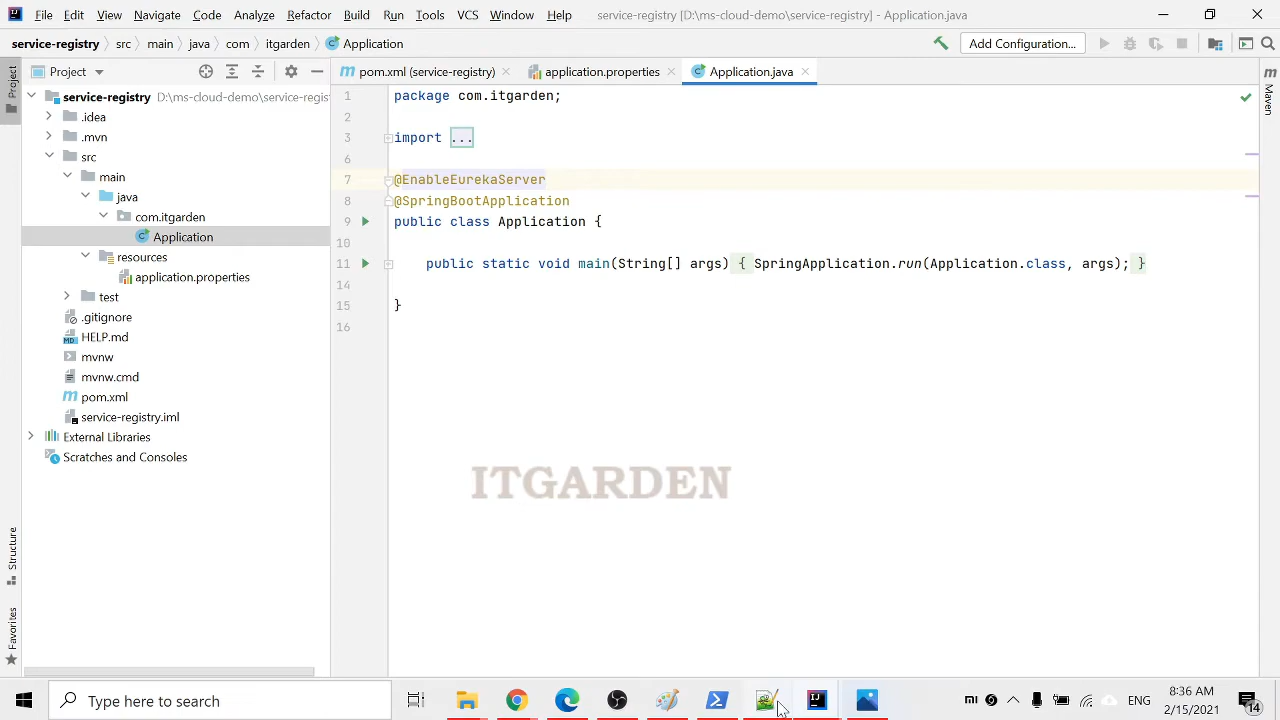 File Edit View Navigate Code Analyze Refactor Build Run Tools VCS Window Help service-registry [D:\ms-cloud-demo\service-registry] - Application.java
service-registry src main java com itgarden Application Add Configuration...
Project pom.xml (service-registry) application.properties Application.java
service-registry D:\ms-cloud-demo\service-regis
.idea
.mvn
src
main
java
com.itgarden
Application
resources
application.properties
test
.gitignore
HELP.md
mvnw
mvnw.cmd
pom.xml
service-registry.iml
External Libraries
Scratches and Consoles
Project
Structure
Favorites
1 package com.itgarden;
2
3 import ...
6
7 @EnableEurekaServer
8 @SpringBootApplication
9 public class Application {
10
11 public static void main(String[] args) { SpringApplication.run(Application.class, args); }
14
15 }
16
Maven
ITGARDEN
Type here to search
ENG
8:36 AM
2/15/2021
14